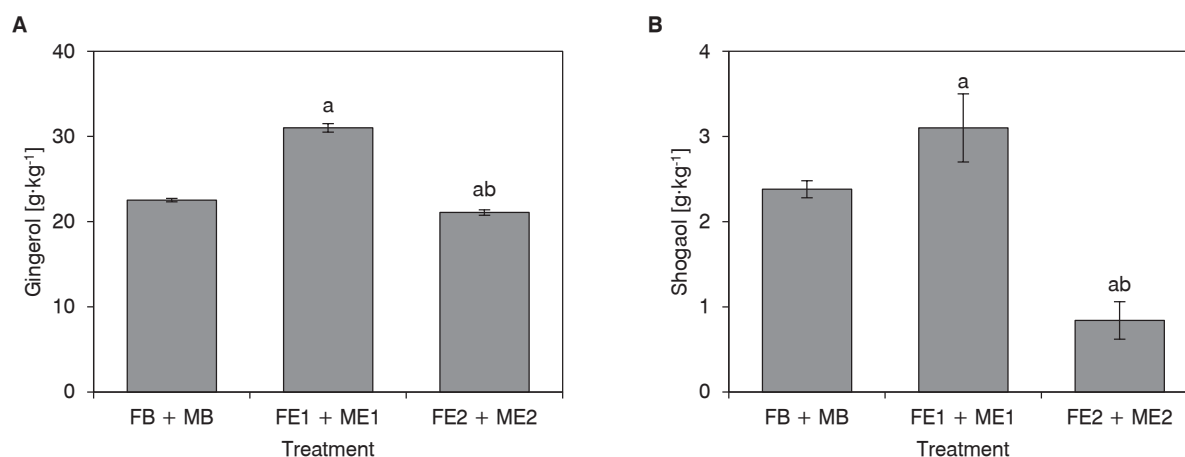 A
Gingerol [g·kg⁻¹]
40
30
20
10
0
a
ab
FB + MB
FE1 + ME1
FE2 + ME2
Treatment
B
Shogaol [g·kg⁻¹]
4
3
2
1
0
a
ab
FB + MB
FE1 + ME1
FE2 + ME2
Treatment